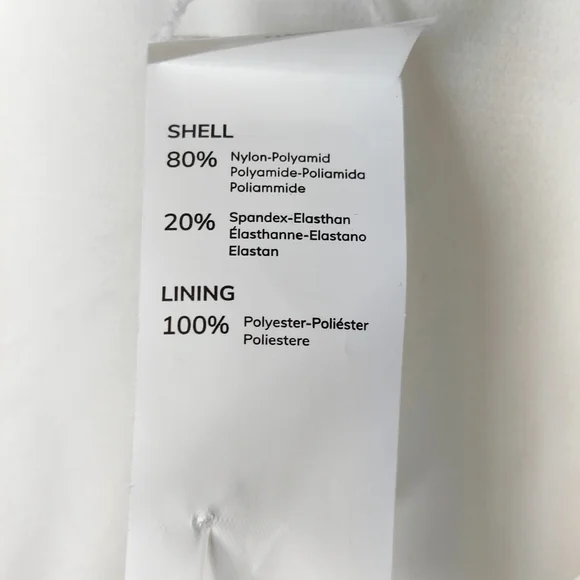 SHELL
80% Nylon-Polyamid
Polyamide-Poliamida
Poliammide
20% Spandex-Elasthan
Élasthanne-Elastano
Elastan
LINING
100% Polyester-Poliéster
Poliestere